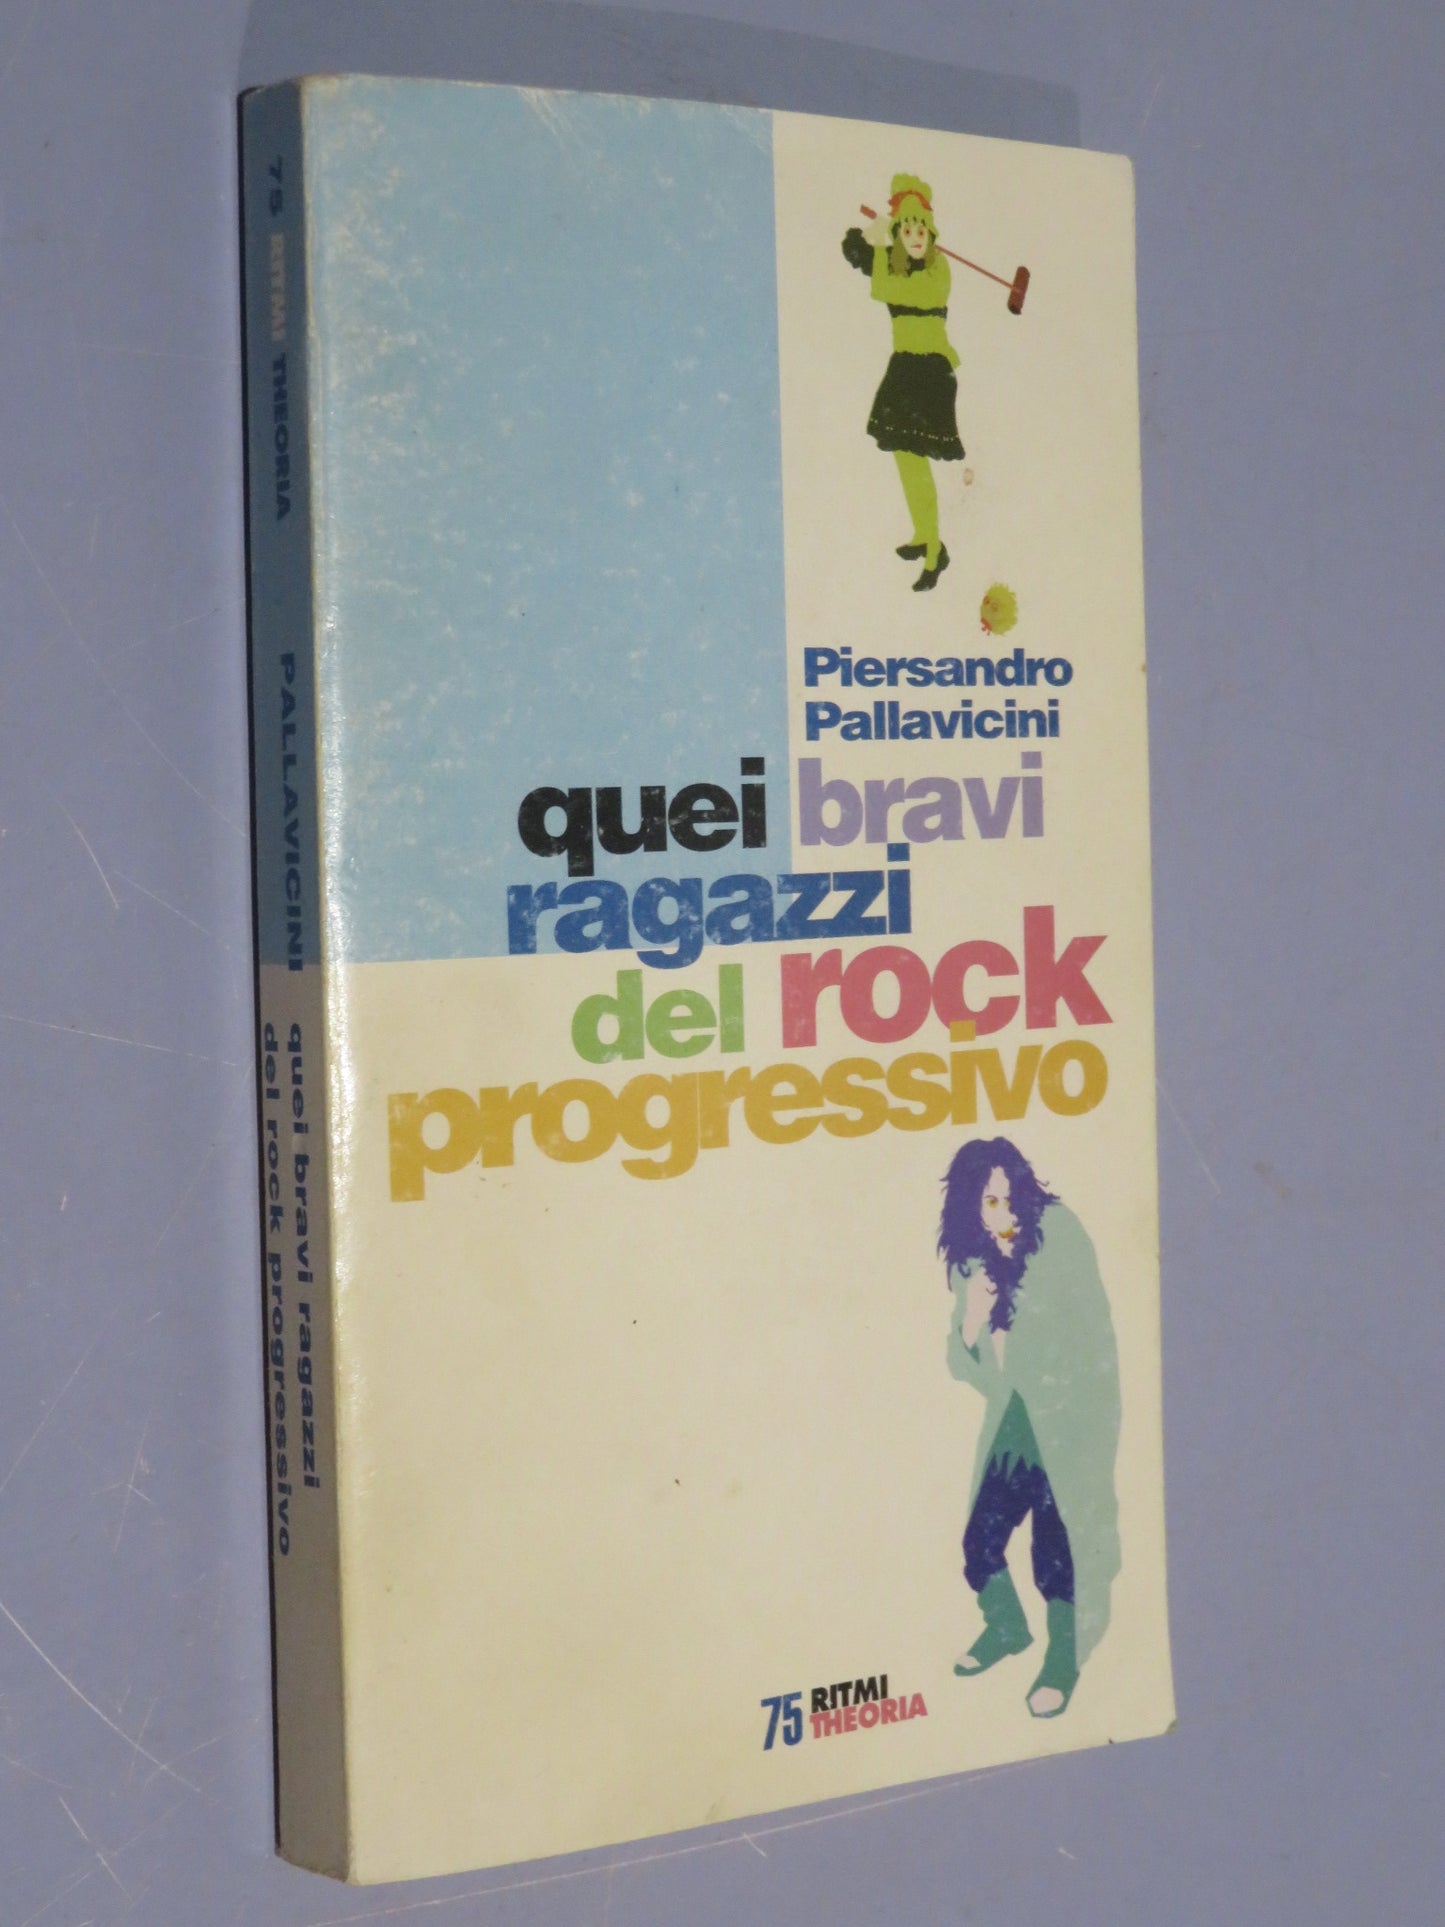 Piersandro
Pallavicini
quei bravi
ragazzi
del rock
progressivo
75 RITMI
THEORIA
75 RITMI THEORIA PALLAVICINI quei bravi ragazzi
del rock progressivo